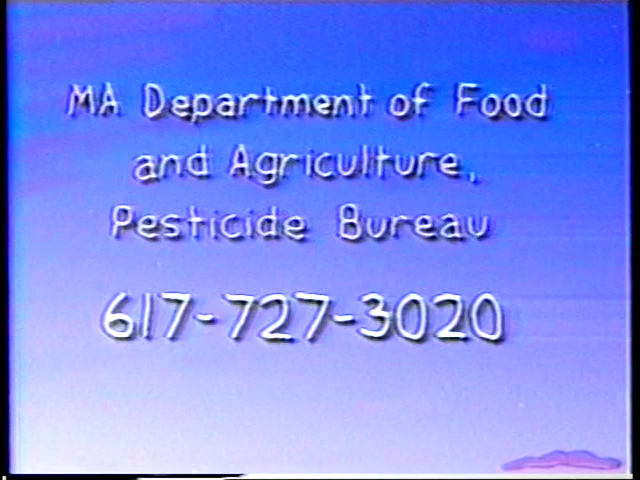 MA Department of Food
and Agriculture,
Pesticide Bureau
617-727-3020